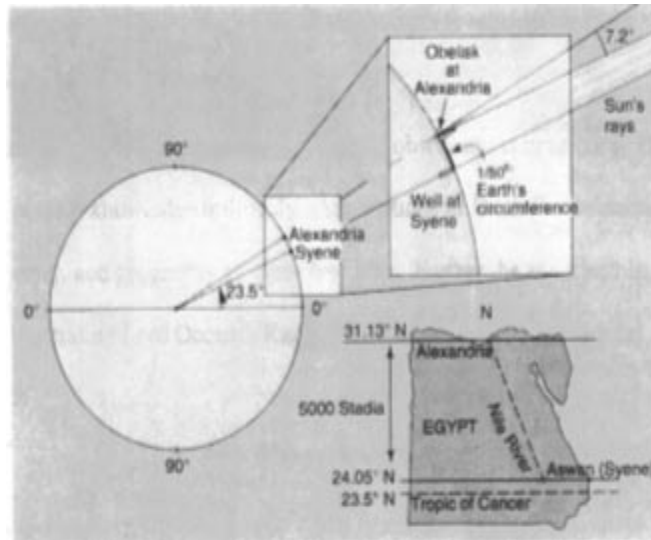 7.2°
Obelisk
at
Alexandria
Sun's
rays
1/50th
Earth's
circumference
Well at
Syene
90°
Alexandria
Syene
23.5°
0°
0°
90°
N
31.13° N
Alexandria
5000 Stadia
EGYPT
Nile River
Aswan (Syene)
24.05° N
23.5° N
Tropic of Cancer